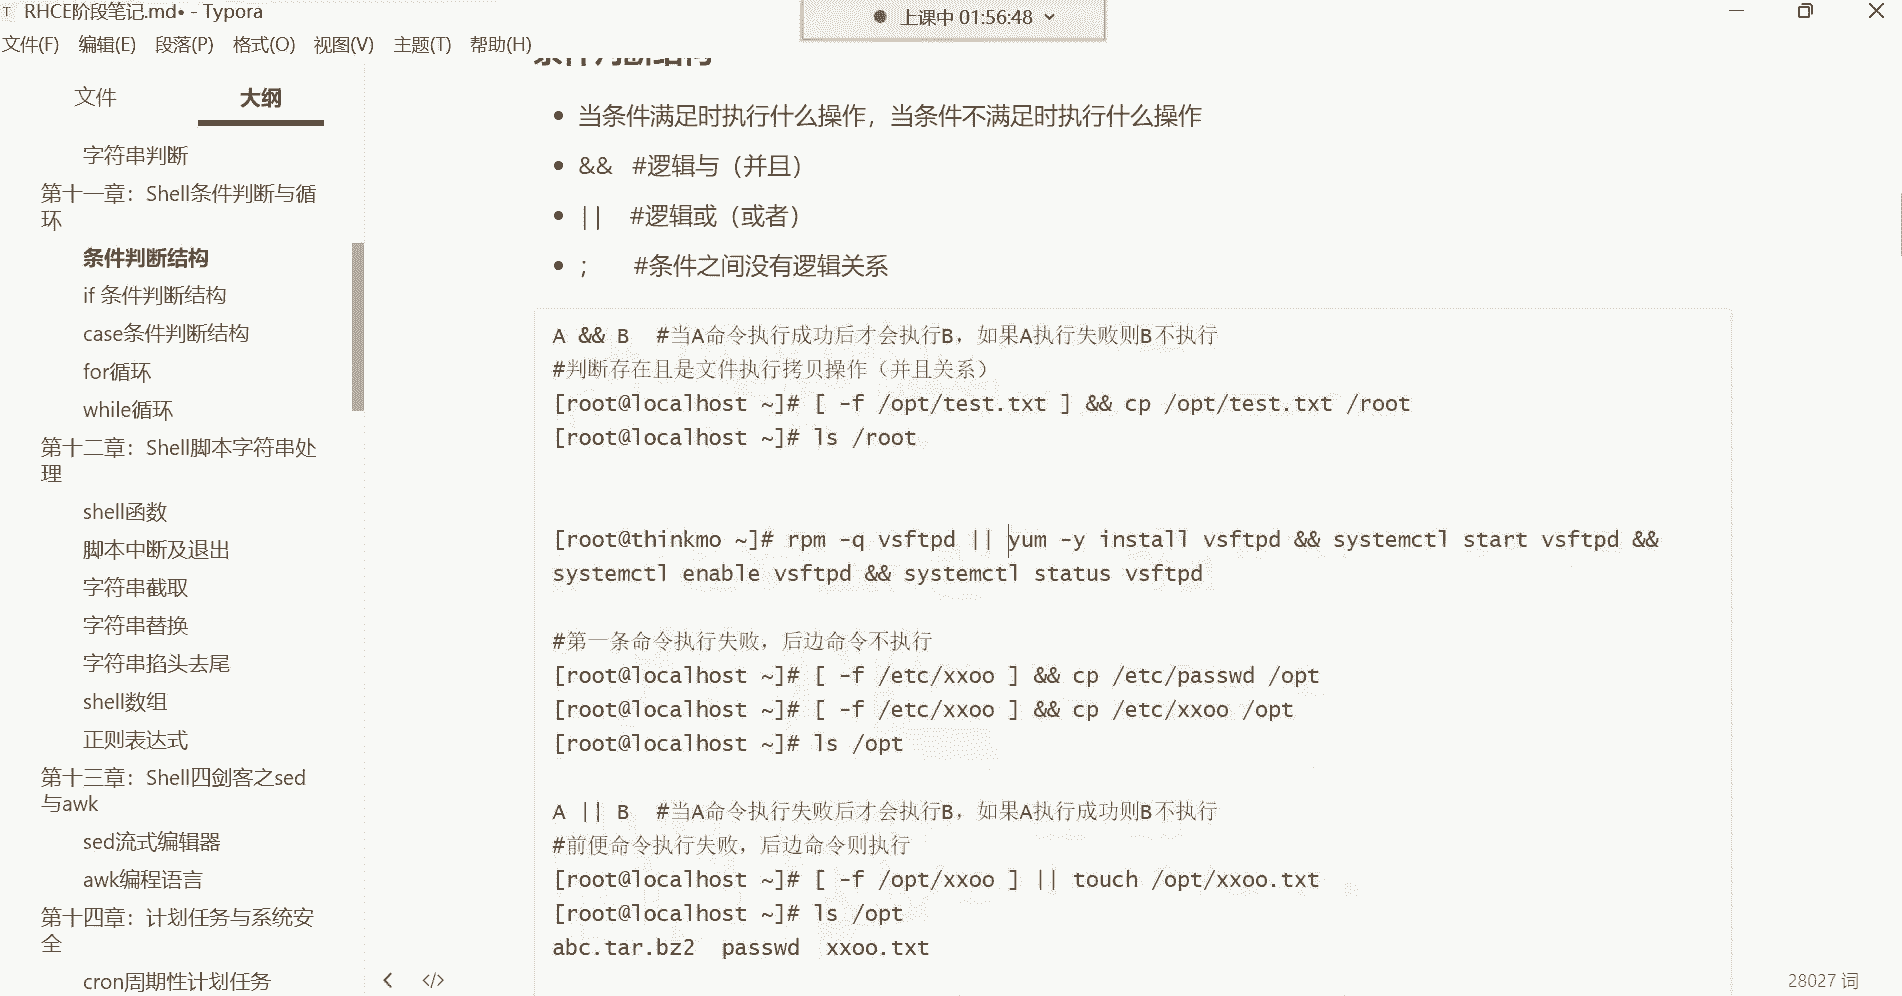 RHCE阶段笔记.md• - Typora
上课中 01:56:48
文件(F) 编辑(E) 段落(P) 格式(O) 视图(V) 主题(T) 帮助(H)
文件 大纲
字符串判断
第十一章：Shell条件判断与循
环
条件判断结构
if 条件判断结构
case条件判断结构
for循环
while循环
第十二章：Shell脚本字符串处
理
shell函数
脚本中断及退出
字符串截取
字符串替换
字符串掐头去尾
shell数组
正则表达式
第十三章：Shell四剑客之sed
与awk
sed流式编辑器
awk编程语言
第十四章：计划任务与系统安
全
cron周期性计划任务
条件判断结构
当条件满足时执行什么操作，当条件不满足时执行什么操作
&& #逻辑与（并且）
|| #逻辑或（或者）
; #条件之间没有逻辑关系
A && B #当A命令执行成功后才会执行B，如果A执行失败则B不执行
#判断存在且是文件执行拷贝操作（并且关系）
[root@localhost ~]# [ -f /opt/test.txt ] && cp /opt/test.txt /root
[root@localhost ~]# ls /root
[root@thinkmo ~]# rpm -q vsftpd || yum -y install vsftpd && systemctl start vsftpd &&
systemctl enable vsftpd && systemctl status vsftpd
#第一条命令执行失败，后边命令不执行
[root@localhost ~]# [ -f /etc/xxoo ] && cp /etc/passwd /opt
[root@localhost ~]# [ -f /etc/xxoo ] && cp /etc/xxoo /opt
[root@localhost ~]# ls /opt
A || B #当A命令执行失败后才会执行B，如果A执行成功则B不执行
#前便命令执行失败，后边命令则执行
[root@localhost ~]# [ -f /opt/xxoo ] || touch /opt/xxoo.txt
[root@localhost ~]# ls /opt
abc.tar.bz2 passwd xxoo.txt
28027 词